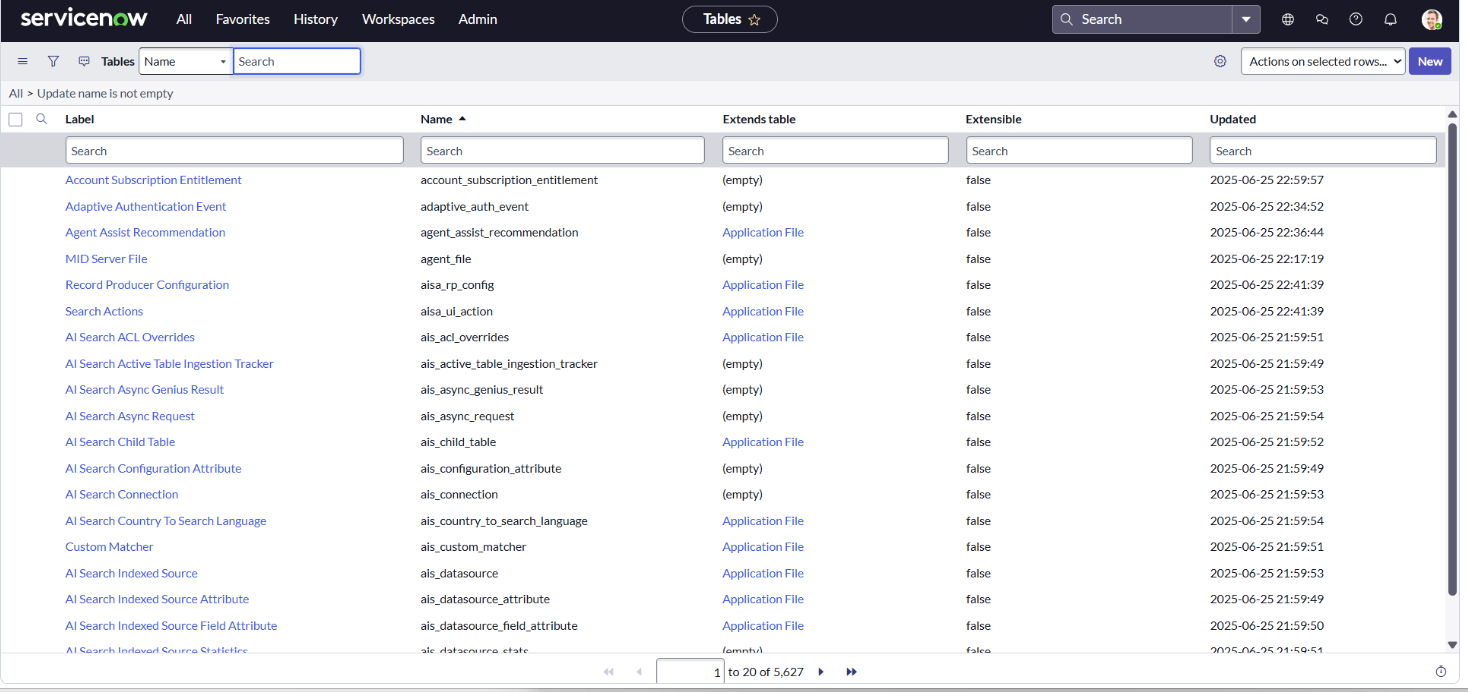 servicenow All Favorites History Workspaces Admin Tables Search
Tables Name Search Actions on selected rows... New
All > Update name is not empty
Label Name Extends table Extensible Updated
Search Search Search Search Search
Account Subscription Entitlement account_subscription_entitlement (empty) false 2025-06-25 22:59:57
Adaptive Authentication Event adaptive_auth_event (empty) false 2025-06-25 22:34:52
Agent Assist Recommendation agent_assist_recommendation Application File false 2025-06-25 22:36:44
MID Server File agent_file (empty) false 2025-06-25 22:17:19
Record Producer Configuration aisa_rp_config Application File false 2025-06-25 22:41:39
Search Actions aisa_ui_action Application File false 2025-06-25 22:41:39
AI Search ACL Overrides ais_acl_overrides Application File false 2025-06-25 21:59:51
AI Search Active Table Ingestion Tracker ais_active_table_ingestion_tracker (empty) false 2025-06-25 21:59:49
AI Search Async Genius Result ais_async_genius_result (empty) false 2025-06-25 21:59:53
AI Search Async Request ais_async_request (empty) false 2025-06-25 21:59:54
AI Search Child Table ais_child_table Application File false 2025-06-25 21:59:52
AI Search Configuration Attribute ais_configuration_attribute (empty) false 2025-06-25 21:59:49
AI Search Connection ais_connection (empty) false 2025-06-25 21:59:53
AI Search Country To Search Language ais_country_to_search_language Application File false 2025-06-25 21:59:54
Custom Matcher ais_custom_matcher Application File false 2025-06-25 21:59:51
AI Search Indexed Source ais_datasource Application File false 2025-06-25 21:59:53
AI Search Indexed Source Attribute ais_datasource_attribute Application File false 2025-06-25 21:59:49
AI Search Indexed Source Field Attribute ais_datasource_field_attribute Application File false 2025-06-25 21:59:50
AI Search Indexed Source Statistics ais_datasource_stats (empty) false 2025-06-25 21:59:51
1 to 20 of 5,627